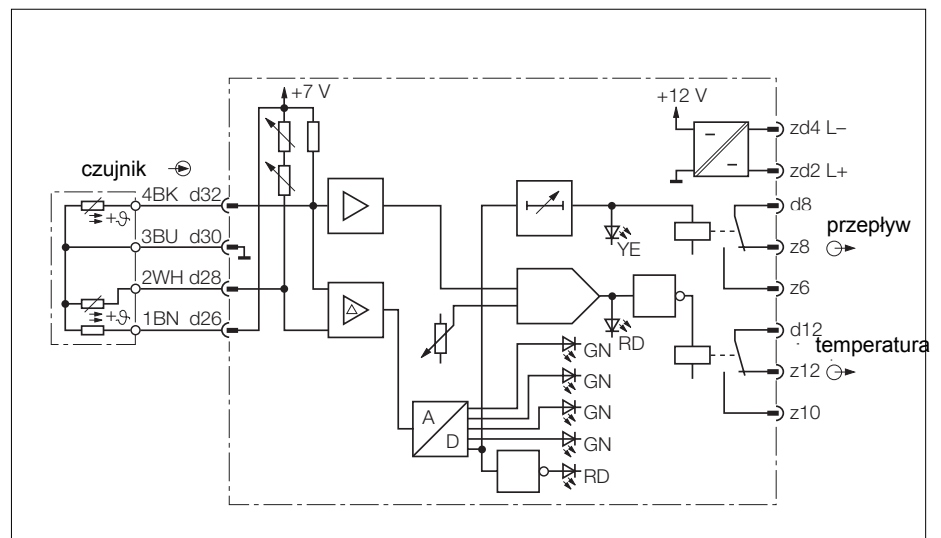 +7 V
+12 V
zd4 L–
zd2 L+
czujnik
4BK d32
3BU d30
2WH d28
1BN d26
+ϑ
+ϑ
d8
przepływ
z8
z6
YE
RD
d12
temperatura
z12
z10
GN
GN
GN
GN
RD
A
D